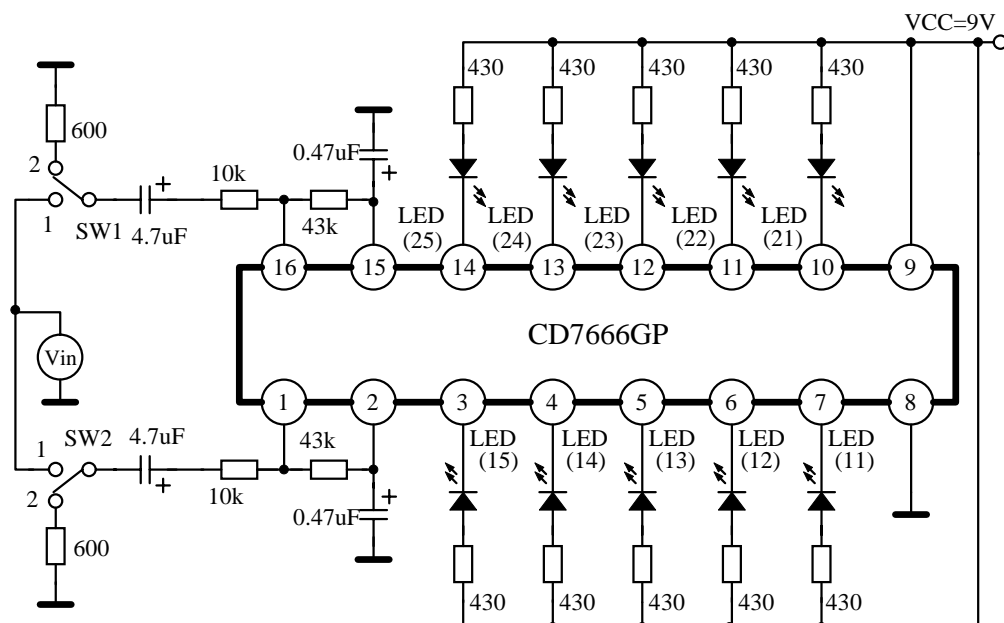 VCC=9V
430 430 430 430 430
600
0.47uF
2
10k
1
SW1
43k
4.7uF
LED LED LED LED LED
(25) (24) (23) (22) (21)
16 15 14 13 12 11 10 9
CD7666GP
Vin
1 2 3 4 5 6 7 8
4.7uF
SW2
1
43k
LED LED LED LED LED
(15) (14) (13) (12) (11)
2
10k
0.47uF
600
430 430 430 430 430